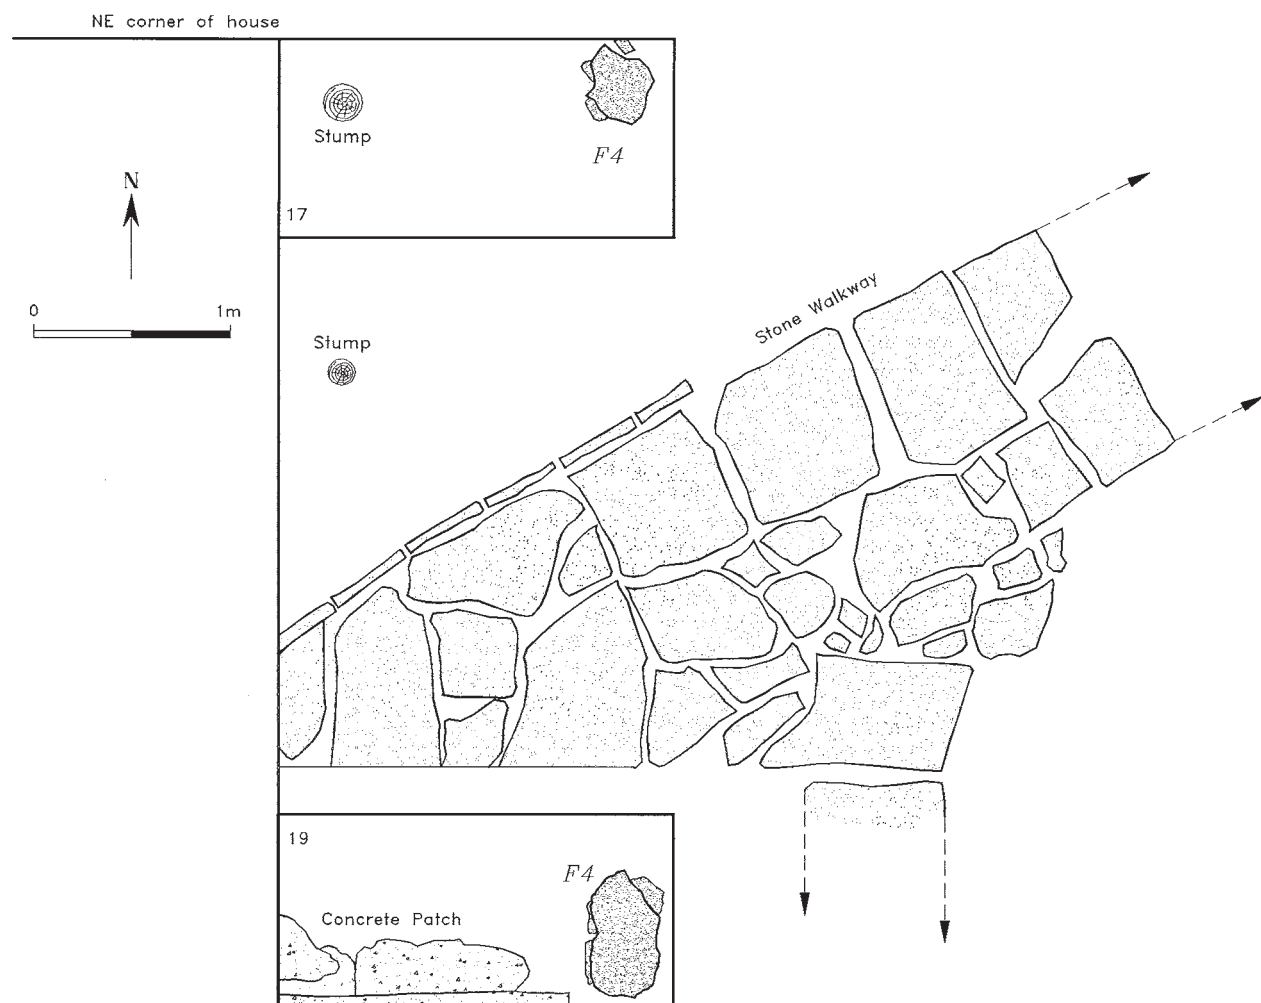 NE corner of house
Stump
F4
N
17
0 1m
Stone Walkway
Stump
19
F4
Concrete Patch